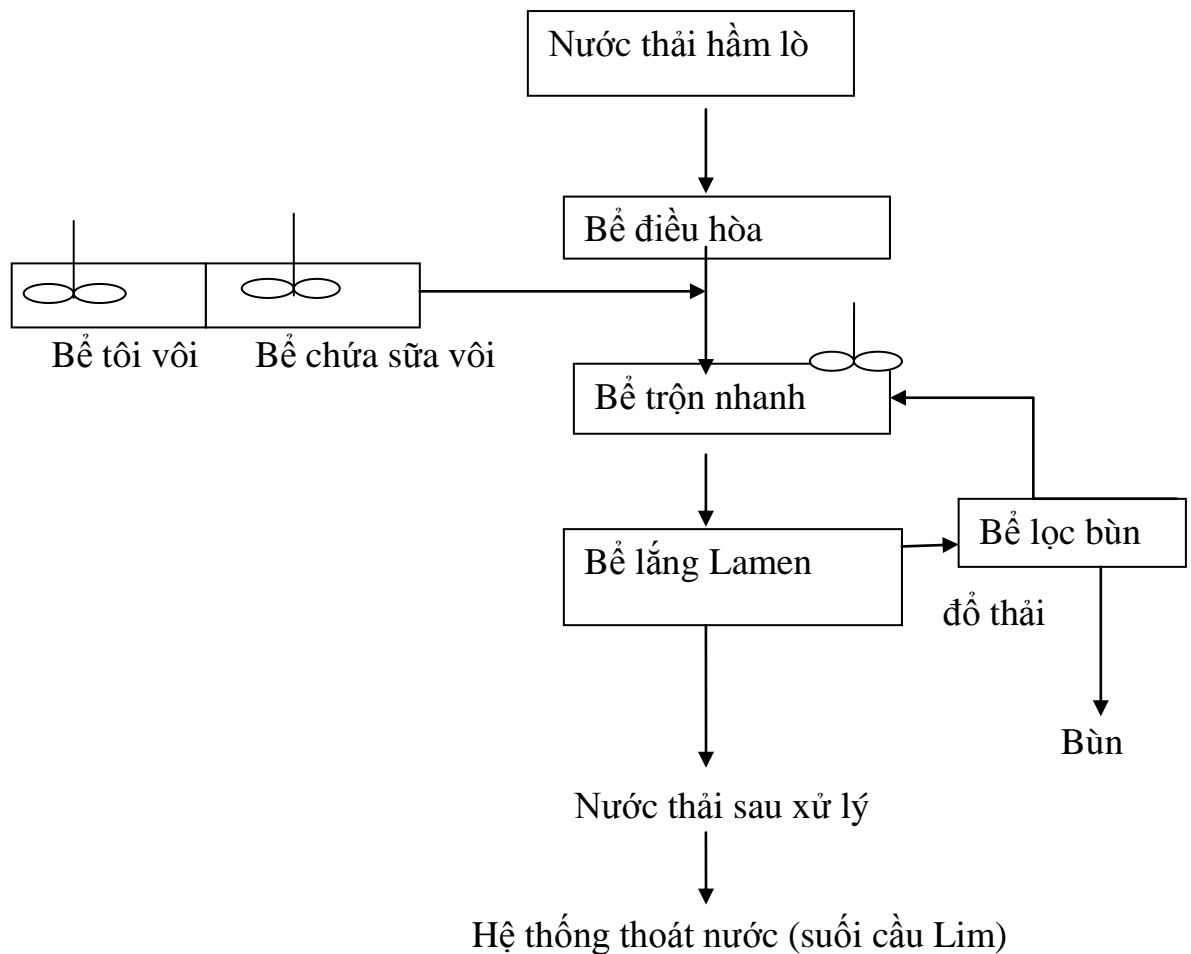 Nước thải hầm lò
Bể điều hòa
Bể tôi vôi
Bể chứa sữa vôi
Bể trộn nhanh
Bể lọc bùn
Bể lắng Lamen
đổ thải
Bùn
Nước thải sau xử lý
Hệ thống thoát nước (suối cầu Lim)